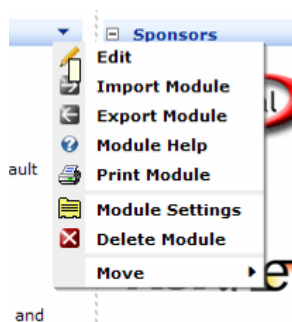 Sponsors
Edit
Import Module
Export Module
Module Help
Print Module
ault
Module Settings
Delete Module
Move
and